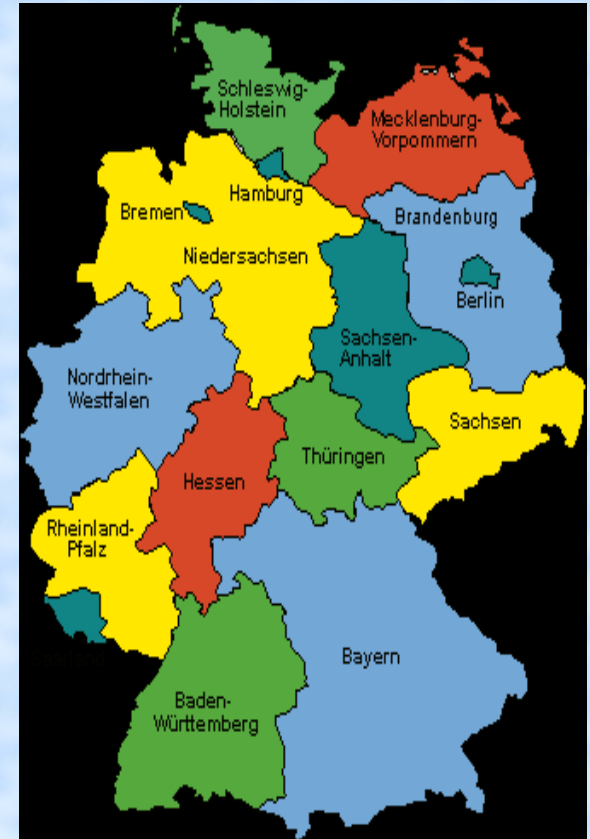 Schleswig-
Holstein
Mecklenburg-
Vorpommern
Hamburg
Bremen
Brandenburg
Niedersachsen
Berlin
Sachsen-
Anhalt
Nordrhein-
Westfalen
Sachsen
Thüringen
Hessen
Rheinland-
Pfalz
Saarland
Bayern
Baden-
Württemberg